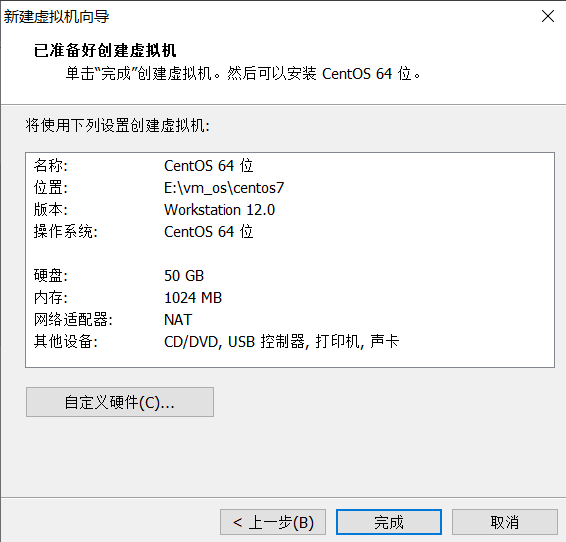 新建虚拟机向导
已准备好创建虚拟机
单击“完成”创建虚拟机。然后可以安装 CentOS 64 位。
将使用下列设置创建虚拟机:
名称: CentOS 64 位
位置: E:\vm_os\centos7
版本: Workstation 12.0
操作系统: CentOS 64 位
硬盘: 50 GB
内存: 1024 MB
网络适配器: NAT
其他设备: CD/DVD, USB 控制器, 打印机, 声卡
自定义硬件(C)...
< 上一步(B) 完成 取消